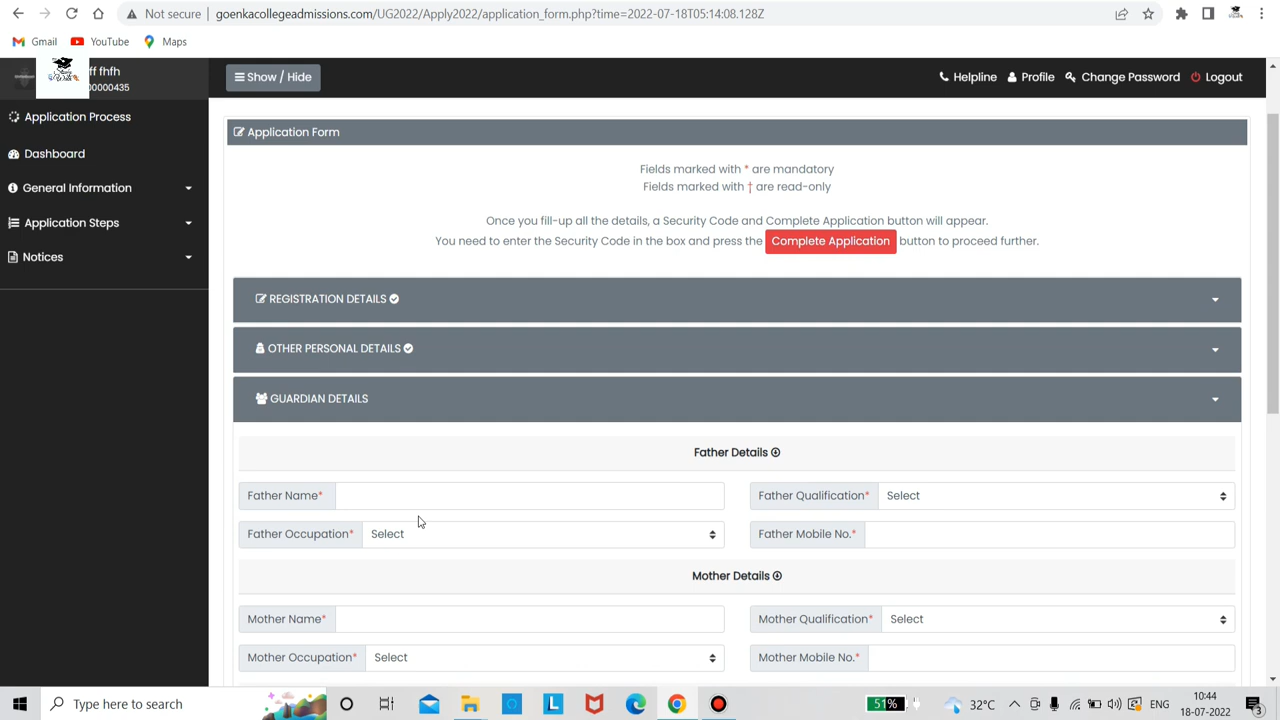 Not secure | goenkacollegeadmissions.com/UG2022/Apply2022/application_form.php?time=2022-07-18T05:14:08.128Z
Gmail YouTube Maps
ff fhfh
00000435
Show / Hide
Helpline Profile Change Password Logout
Application Process
Dashboard
General Information
Application Steps
Notices
Application Form
Fields marked with * are mandatory
Fields marked with † are read-only
Once you fill-up all the details, a Security Code and Complete Application button will appear.
You need to enter the Security Code in the box and press the Complete Application button to proceed further.
REGISTRATION DETAILS
OTHER PERSONAL DETAILS
GUARDIAN DETAILS
Father Details
Father Name* Father Qualification* Select
Father Occupation* Select Father Mobile No.*
Mother Details
Mother Name* Mother Qualification* Select
Mother Occupation* Select Mother Mobile No.*
Type here to search
51% 32°C ENG 10:44
18-07-2022 3